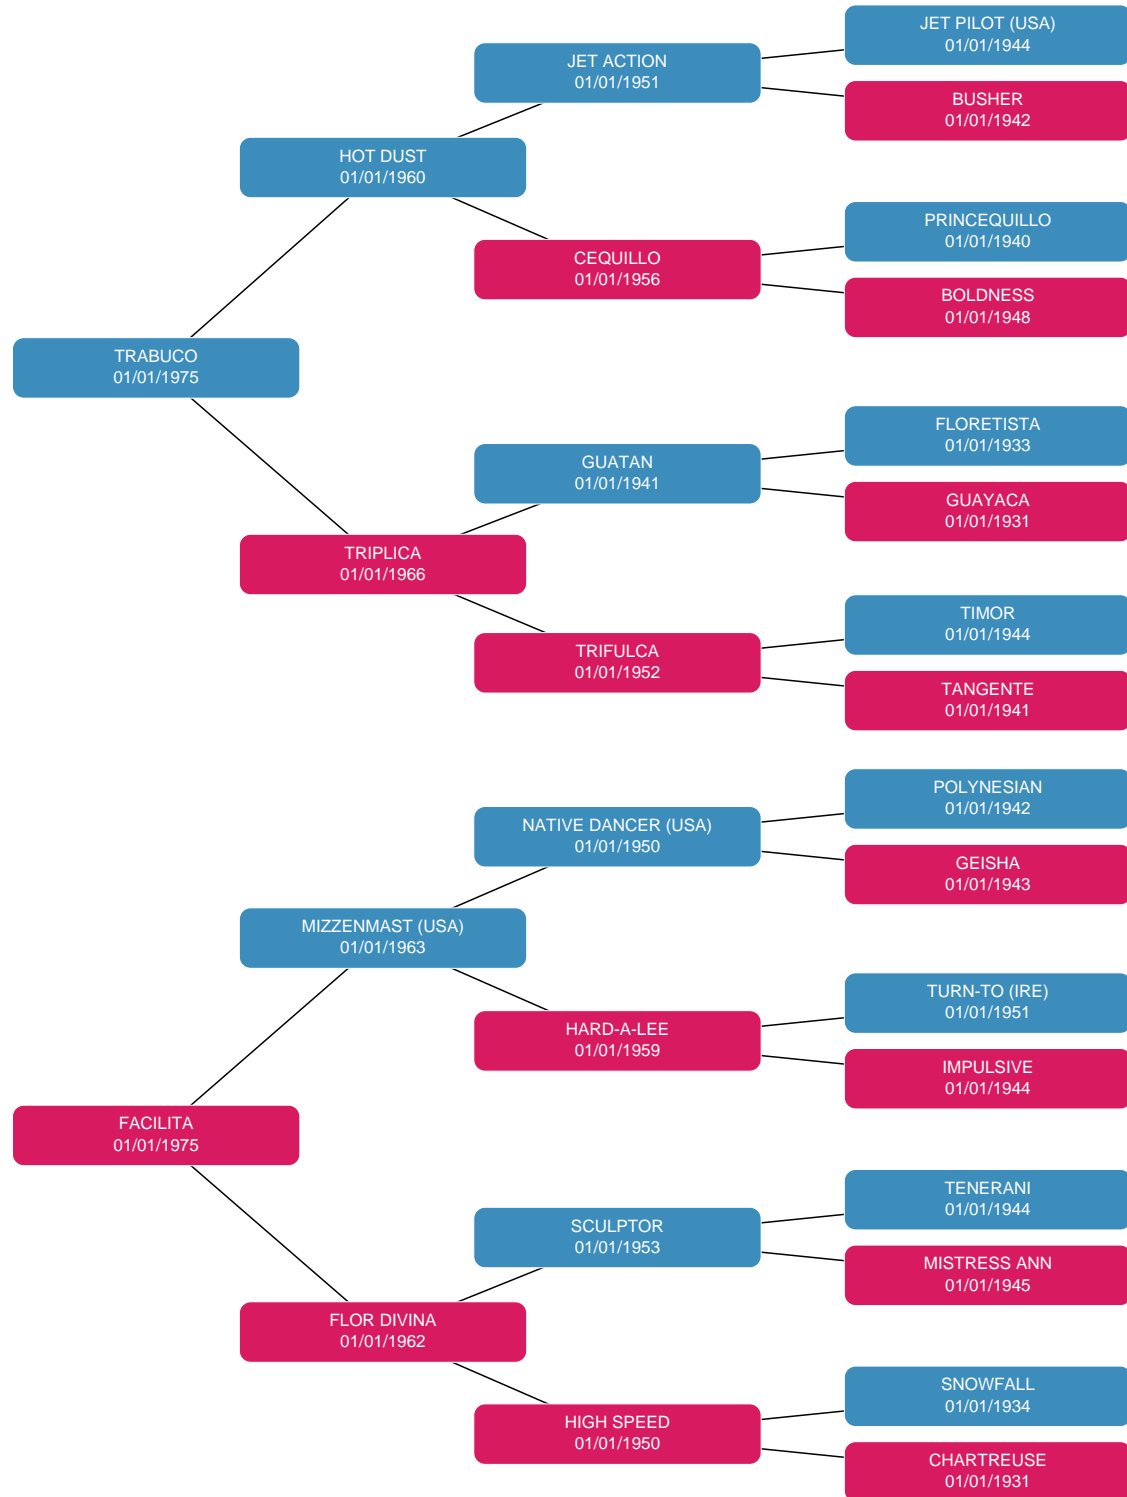 JET PILOT (USA)
01/01/1944
JET ACTION
01/01/1951
BUSHER
01/01/1942
HOT DUST
01/01/1960
PRINCEQUILLO
01/01/1940
CEQUILLO
01/01/1956
BOLDNESS
01/01/1948
TRABUCO
01/01/1975
FLORETISTA
01/01/1933
GUATAN
01/01/1941
GUAYACA
01/01/1931
TRIPLICA
01/01/1966
TIMOR
01/01/1944
TRIFULCA
01/01/1952
TANGENTE
01/01/1941
POLYNESIAN
01/01/1942
NATIVE DANCER (USA)
01/01/1950
GEISHA
01/01/1943
MIZZENMAST (USA)
01/01/1963
TURN-TO (IRE)
01/01/1951
HARD-A-LEE
01/01/1959
IMPULSIVE
01/01/1944
FACILITA
01/01/1975
TENERANI
01/01/1944
SCULPTOR
01/01/1953
MISTRESS ANN
01/01/1945
FLOR DIVINA
01/01/1962
SNOWFALL
01/01/1934
HIGH SPEED
01/01/1950
CHARTREUSE
01/01/1931